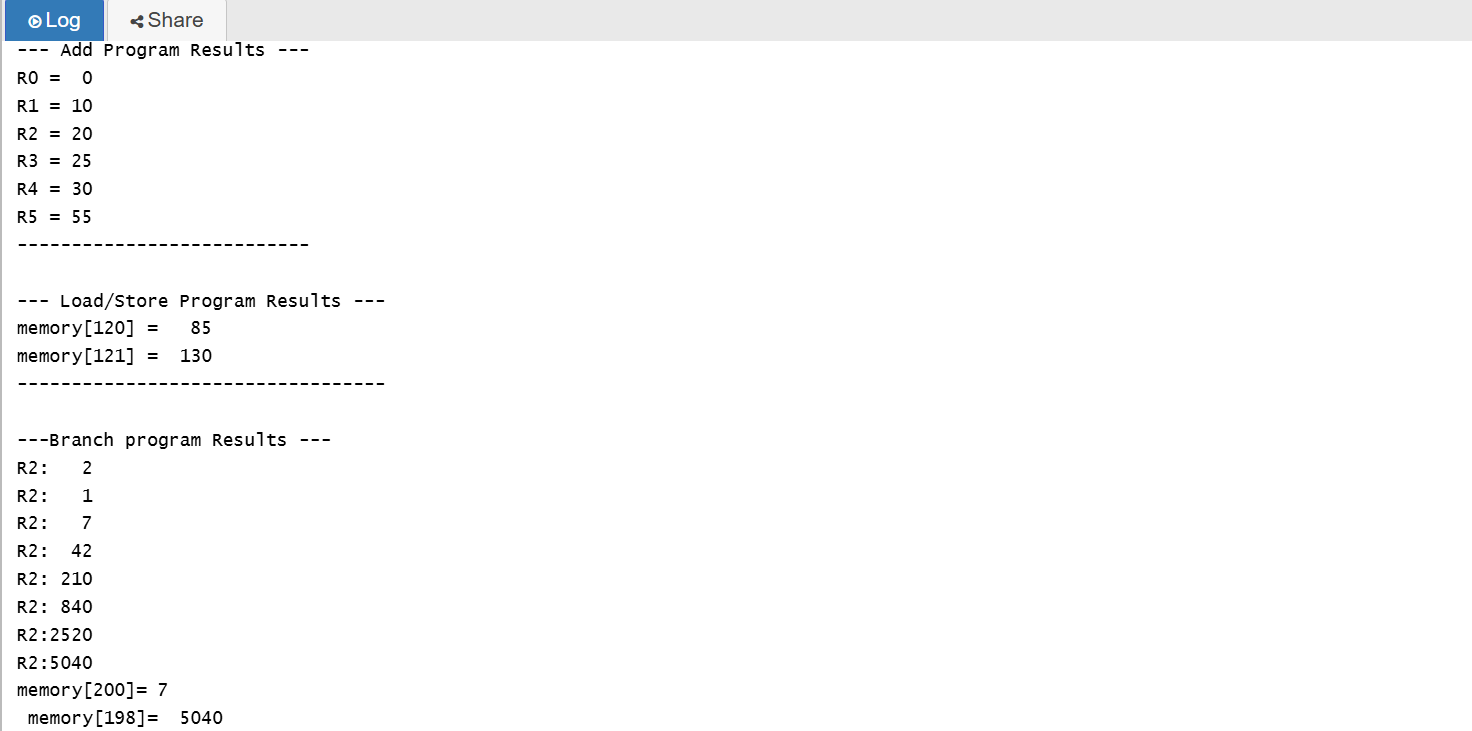 Log Share
--- Add Program Results ---
R0 =  0
R1 = 10
R2 = 20
R3 = 25
R4 = 30
R5 = 55
---------------------------
--- Load/Store Program Results ---
memory[120] =   85
memory[121] =  130
----------------------------------
---Branch program Results ---
R2:   2
R2:   1
R2:   7
R2:  42
R2: 210
R2: 840
R2:2520
R2:5040
memory[200]= 7
 memory[198]=  5040